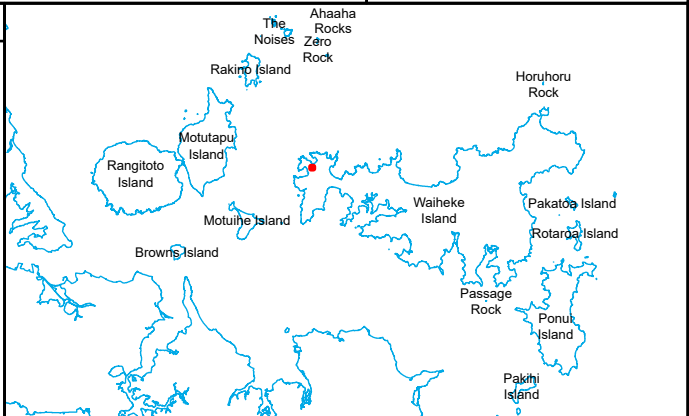 The
Noises
Ahaaha
Rocks
Zero
Rock
Rakino Island
Horuhoru
Rock
Motutapu
Island
Rangitoto
Island
Waiheke
Island
Pakatoa Island
Motuihe Island
Rotaroa Island
Browns Island
Passage
Rock
Ponui
Island
Pakihi
Island